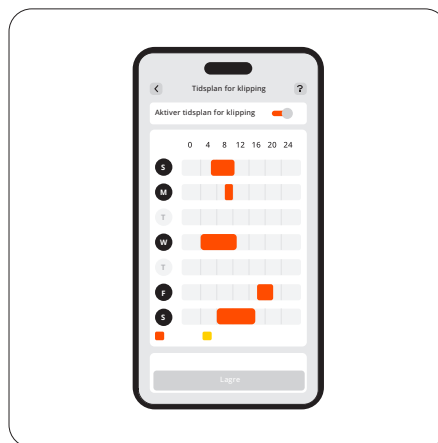 Tidsplan for klipping ?
Aktiver tidsplan for klipping
0 4 8 12 16 20 24
S
M
T
W
T
F
S
Lagre